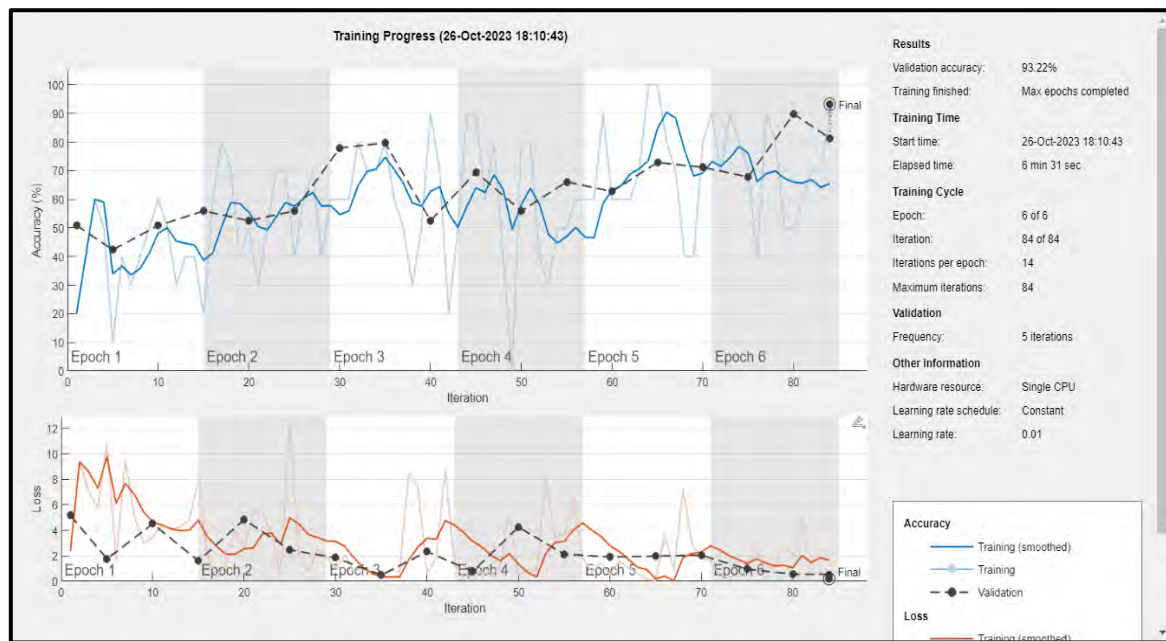 Training Progress (26-Oct-2023 18:10:43)
100
90
80
70
60
50
40
30
20
10
0
Accuracy (%)
Final
Epoch 1
Epoch 2
Epoch 3
Epoch 4
Epoch 5
Epoch 6
0
10
20
30
40
50
60
70
80
Iteration
12
10
8
6
4
2
0
Loss
Final
Epoch 1
Epoch 2
Epoch 3
Epoch 4
Epoch 5
Epoch 6
0
10
20
30
40
50
60
70
80
Iteration
Results
Validation accuracy: 93.22%
Training finished: Max epochs completed
Training Time
Start time: 26-Oct-2023 18:10:43
Elapsed time: 6 min 31 sec
Training Cycle
Epoch: 6 of 6
Iteration: 84 of 84
Iterations per epoch: 14
Maximum iterations: 84
Validation
Frequency: 5 iterations
Other Information
Hardware resource: Single CPU
Learning rate schedule: Constant
Learning rate: 0.01
Accuracy
Training (smoothed)
Training
Validation
Loss
Training (smoothed)